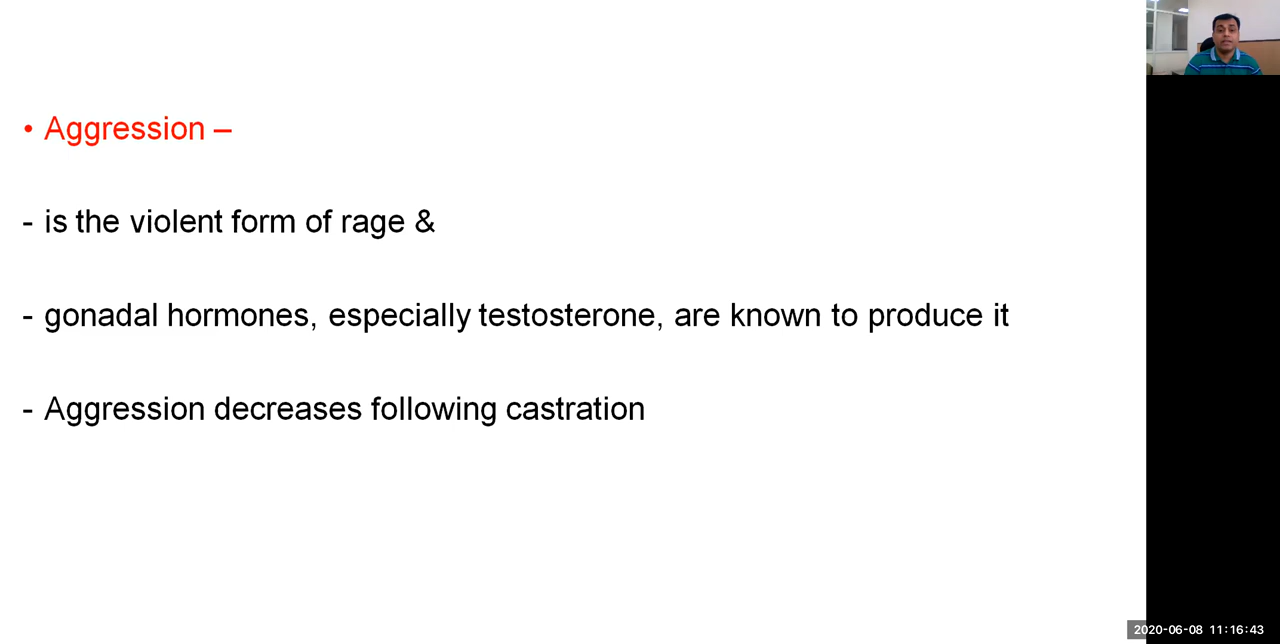 • Aggression –
- is the violent form of rage &
- gonadal hormones, especially testosterone, are known to produce it
- Aggression decreases following castration
2020-06-08 11:16:43